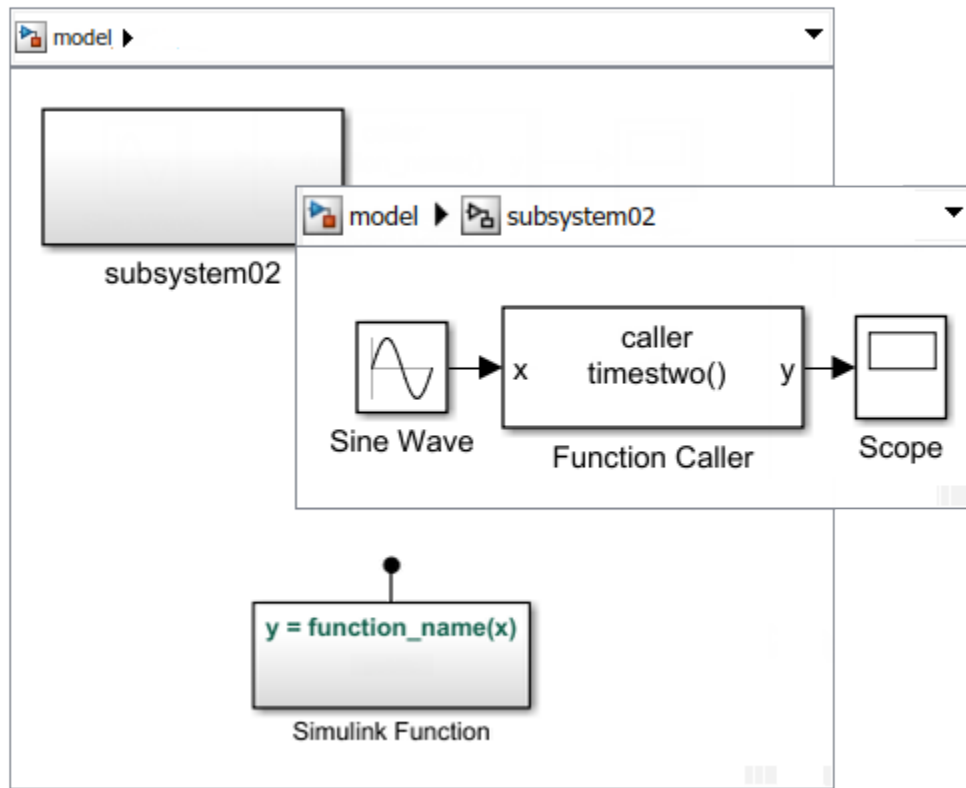 model
subsystem02
model subsystem02
caller
timestwo()
x
y
Sine Wave
Function Caller
Scope
y = function_name(x)
Simulink Function